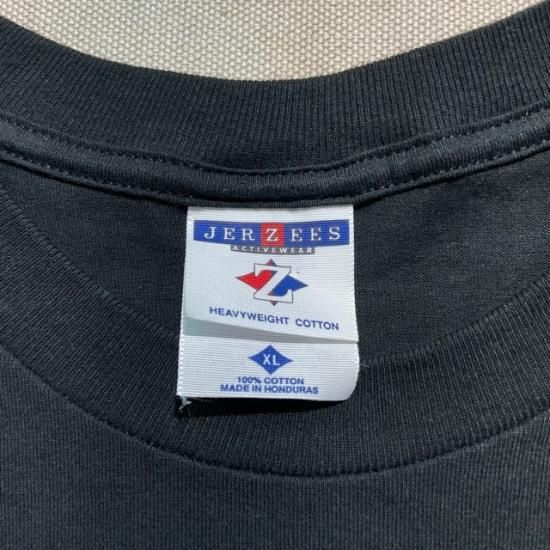 JERZEES
ACTIVEWEAR
Z
HEAVYWEIGHT COTTON
XL
100% COTTON
MADE IN HONDURAS